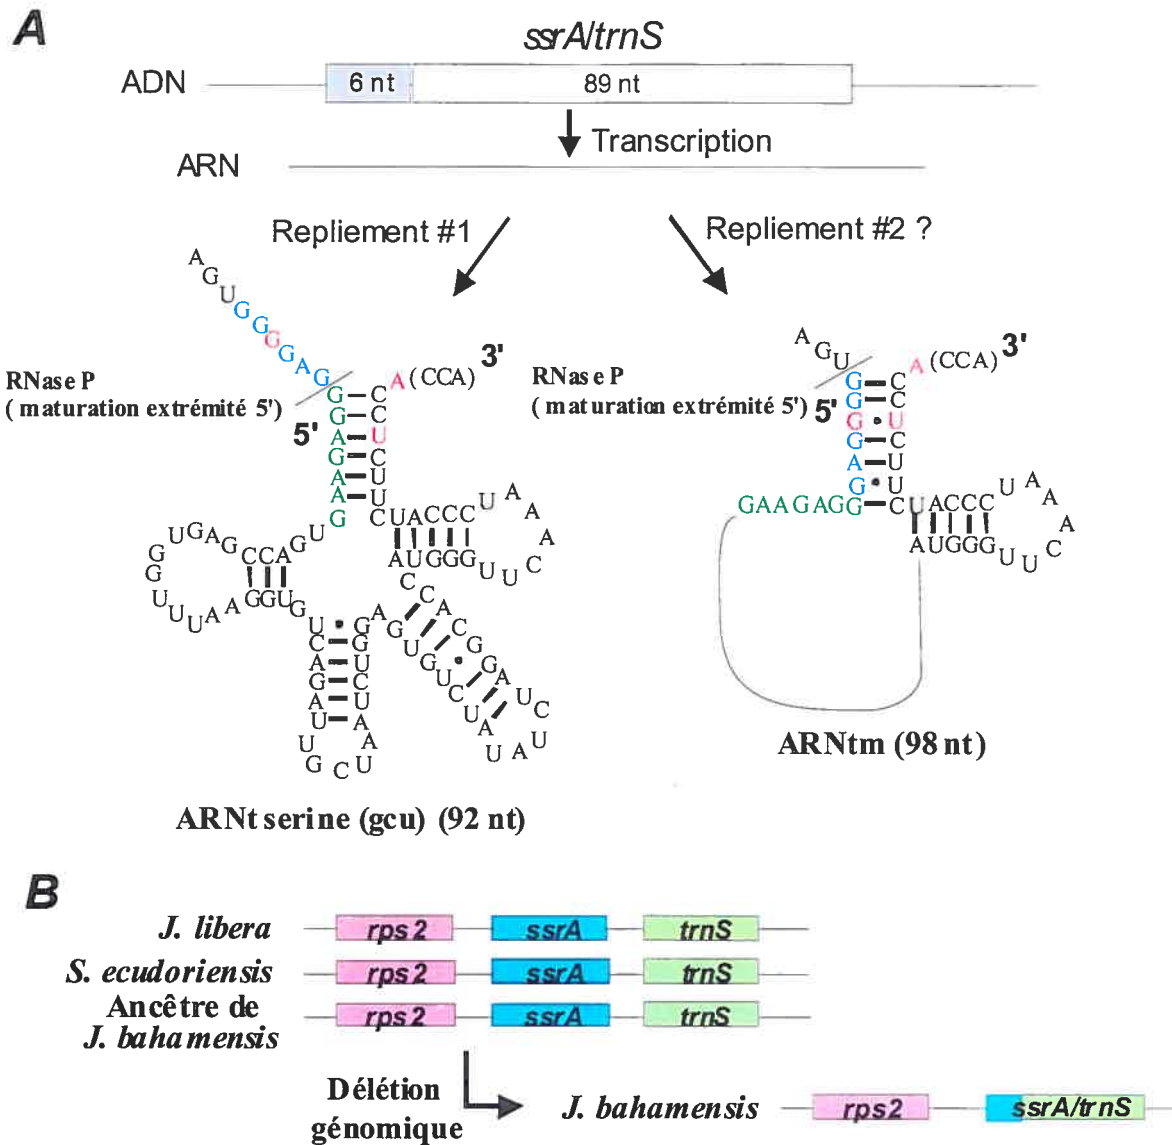 A
ssrA/trnS
ADN
6 nt
89 nt
Transcription
ARN
Repliement #1
Repliement #2 ?
RNase P
(maturation extrémité 5')
5'
3'
A(CCA)
ARNt serine (gcu) (92 nt)
RNase P
(maturation extrémité 5')
5'
3'
A(CCA)
GAAGAGG
ARNtm (98 nt)
B
J. libera
rps2
ssrA
trnS
S. ecudoriensis
rps2
ssrA
trnS
Ancêtre de
J. bahamensis
rps2
ssrA
trnS
Délétion
génomique
J. bahamensis
rps2
ssrA/trnS